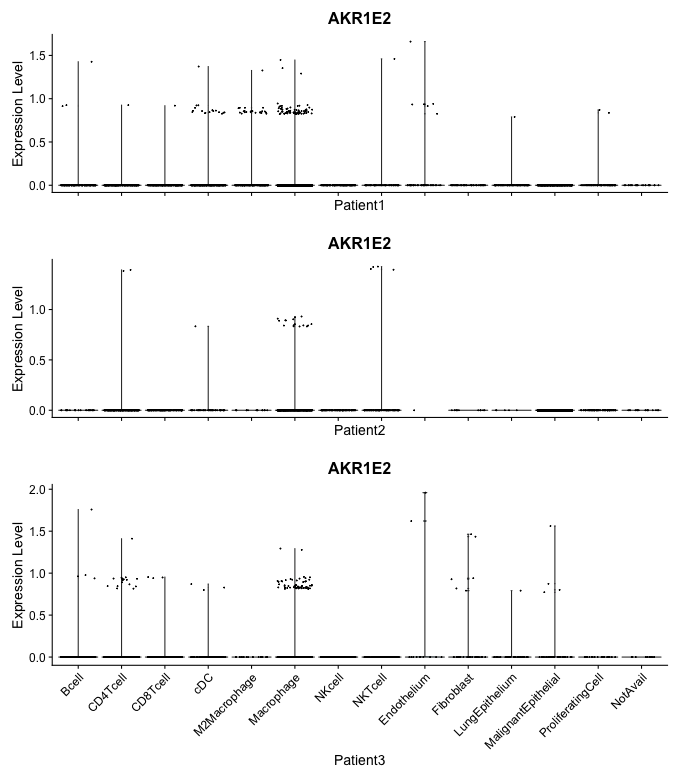 AKR1E2
Expression Level
1.5
1.0
0.5
0.0
Patient1
AKR1E2
Expression Level
1.0
0.5
0.0
Patient2
AKR1E2
Expression Level
2.0
1.5
1.0
0.5
0.0
Bcell
CD4Tcell
CD8Tcell
cDC
M2Macrophage
Macrophage
NKcell
NKTcell
Endothelium
Fibroblast
LungEpithelium
MalignantEpithelial
ProliferatingCell
NotAvail
Patient3